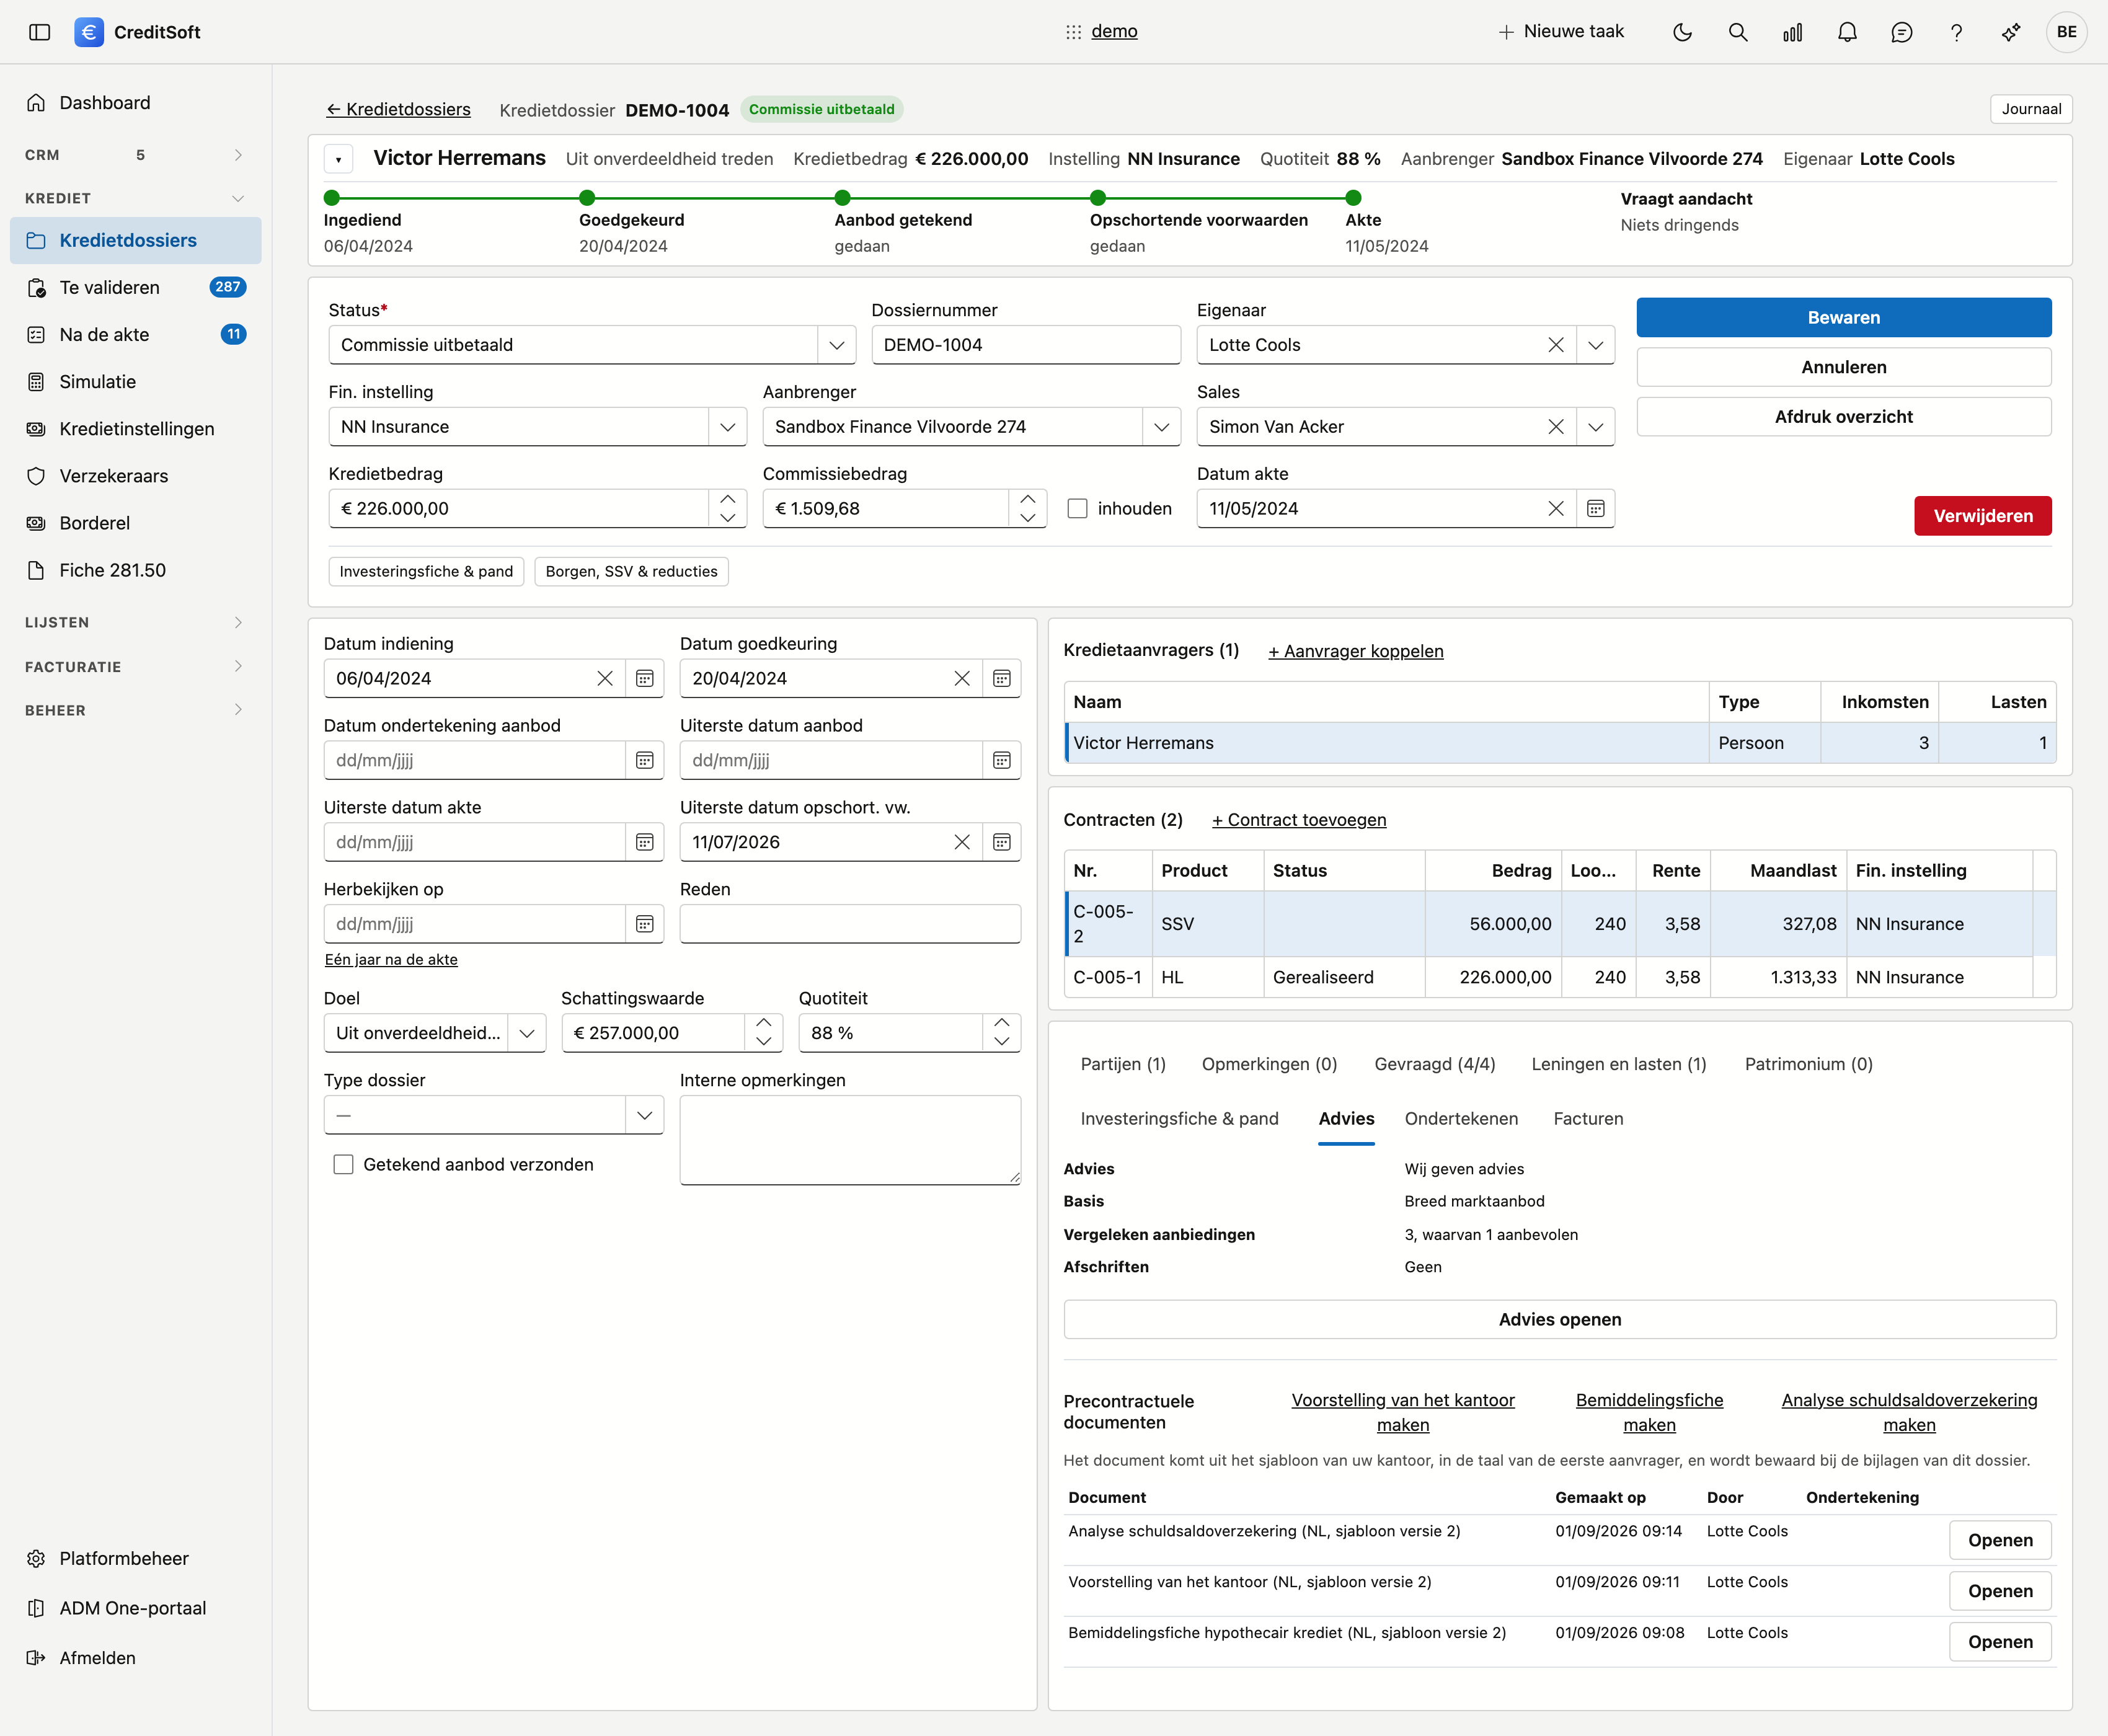 CreditSoft
demo
Nieuwe taak
BE
Dashboard
CRM 5
KREDIET
Kredietdossiers
Te valideren 287
Na de akte 11
Simulatie
Kredietinstellingen
Verzekeraars
Borderel
Fiche 281.50
LIJSTEN
FACTURATIE
BEHEER
Platformbeheer
ADM One-portaal
Afmelden
← Kredietdossiers Kredietdossier DEMO-1004 Commissie uitbetaald Journaal
Victor Herremans Uit onverdeeldheid treden Kredietbedrag € 226.000,00 Instelling NN Insurance Quotiteit 88 % Aanbrenger Sandbox Finance Vilvoorde 274 Eigenaar Lotte Cools
Ingediend Goedgekeurd Aanbod getekend Opschortende voorwaarden Akte
06/04/2024 20/04/2024 gedaan gedaan 11/05/2024
Vraagt aandacht
Niets dringends
Status* Dossiernummer Eigenaar
Commissie uitbetaald DEMO-1004 Lotte Cools
Fin. instelling Aanbrenger Sales
NN Insurance Sandbox Finance Vilvoorde 274 Simon Van Acker
Kredietbedrag Commissiebedrag Datum akte
€ 226.000,00 € 1.509,68 inhouden 11/05/2024
Bewaren
Annuleren
Afdruk overzicht
Verwijderen
Investeringsfiche & pand Borgen, SSV & reducties
Datum indiening Datum goedkeuring
06/04/2024 20/04/2024
Datum ondertekening aanbod Uiterste datum aanbod
dd/mm/jjjj dd/mm/jjjj
Uiterste datum akte Uiterste datum opschort. vw.
dd/mm/jjjj 11/07/2026
Herbekijken op Reden
dd/mm/jjjj
Eén jaar na de akte
Doel Schattingswaarde Quotiteit
Uit onverdeeldheid... € 257.000,00 88 %
Type dossier Interne opmerkingen
—
Getekend aanbod verzonden
Kredietaanvragers (1) + Aanvrager koppelen
Naam Type Inkomsten Lasten
Victor Herremans Persoon 3 1
Contracten (2) + Contract toevoegen
Nr. Product Status Bedrag Loo... Rente Maandlast Fin. instelling
C-005-2 SSV 56.000,00 240 3,58 327,08 NN Insurance
C-005-1 HL Gerealiseerd 226.000,00 240 3,58 1.313,33 NN Insurance
Partijen (1) Opmerkingen (0) Gevraagd (4/4) Leningen en lasten (1) Patrimonium (0)
Investeringsfiche & pand Advies Ondertekenen Facturen
Advies Wij geven advies
Basis Breed marktaanbod
Vergeleken aanbiedingen 3, waarvan 1 aanbevolen
Afschriften Geen
Advies openen
Precontractuele documenten
Voorstelling van het kantoor maken
Bemiddelingsfiche maken
Analyse schuldsaldoverzekering maken
Het document komt uit het sjabloon van uw kantoor, in de taal van de eerste aanvrager, en wordt bewaard bij de bijlagen van dit dossier.
Document Gemaakt op Door Ondertekening
Analyse schuldsaldoverzekering (NL, sjabloon versie 2) 01/09/2026 09:14 Lotte Cools Openen
Voorstelling van het kantoor (NL, sjabloon versie 2) 01/09/2026 09:11 Lotte Cools Openen
Bemiddelingsfiche hypothecair krediet (NL, sjabloon versie 2) 01/09/2026 09:08 Lotte Cools Openen